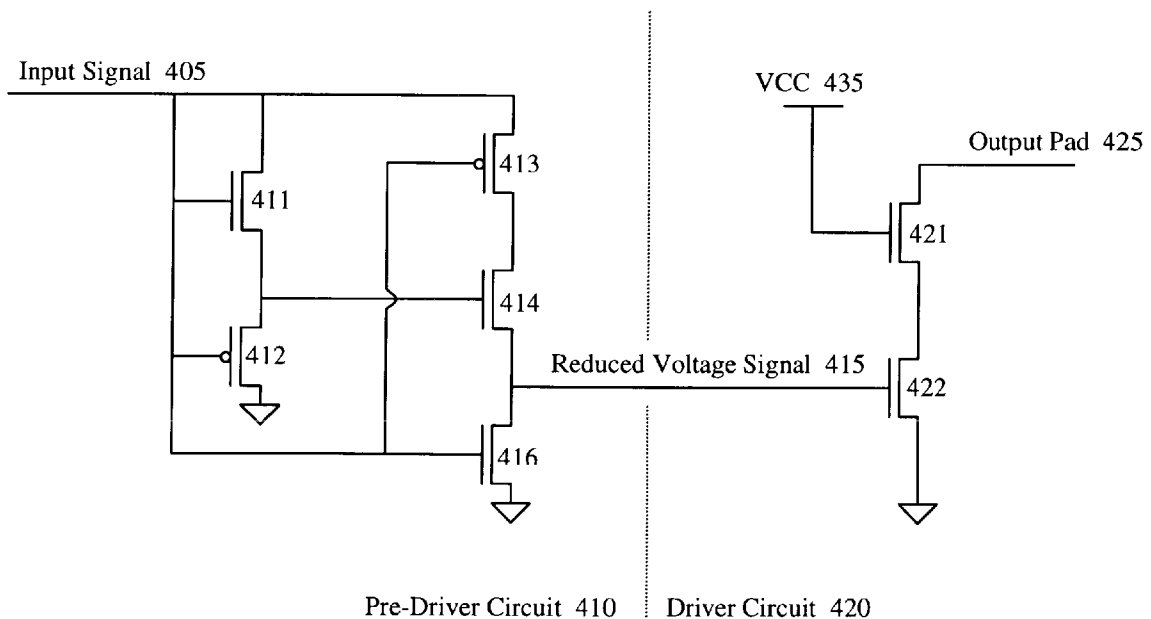 Input Signal 405
VCC 435
Output Pad 425
413
411
421
414
412
Reduced Voltage Signal 415
422
416
Pre-Driver Circuit 410
Driver Circuit 420